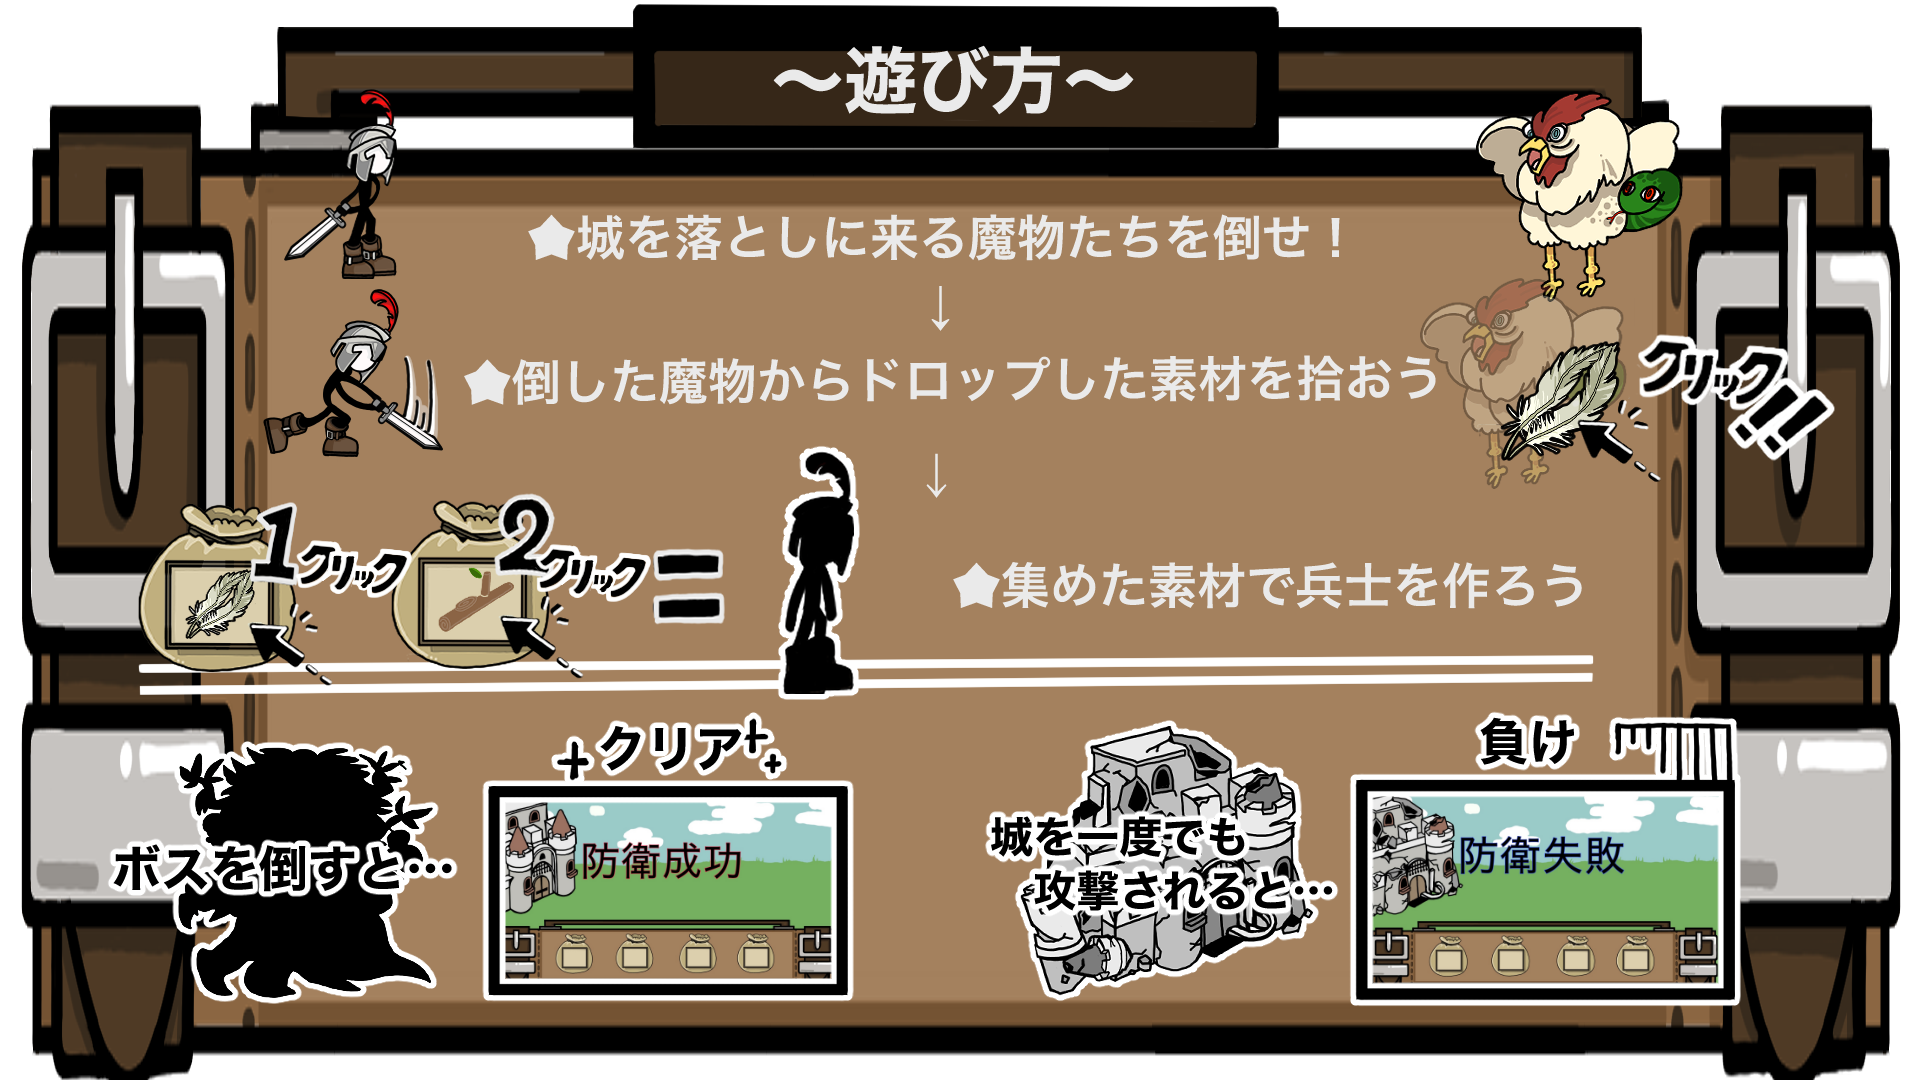 ～遊び方～
★城を落としに来る魔物たちを倒せ！
↓
★倒した魔物からドロップした素材を拾おう
クリック!!
↓
1クリック
2クリック
=
★集めた素材で兵士を作ろう
クリア
負け
ボスを倒すと…
防衛成功
城を一度でも
攻撃されると…
防衛失敗